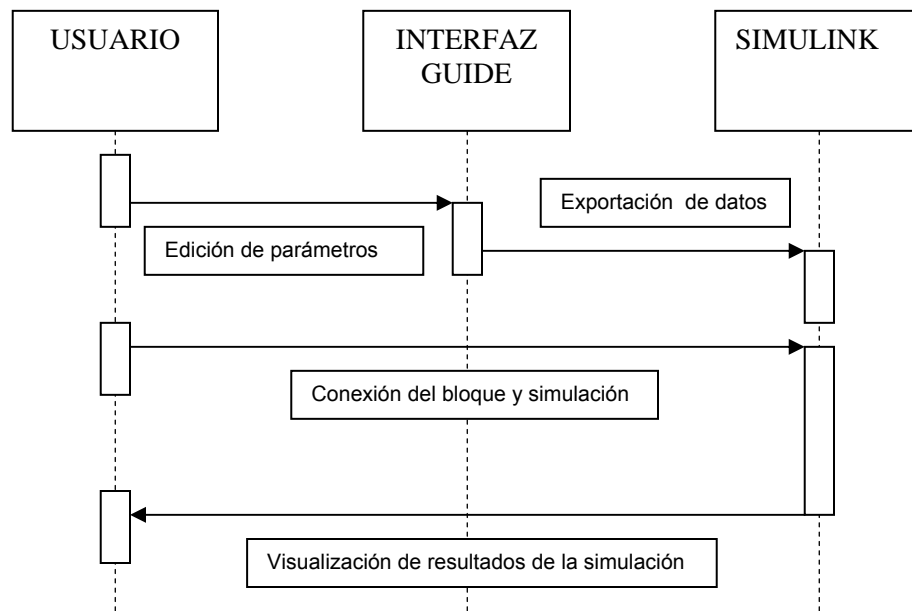 USUARIO
INTERFAZ
GUIDE
SIMULINK
Exportación de datos
Edición de parámetros
Conexión del bloque y simulación
Visualización de resultados de la simulación